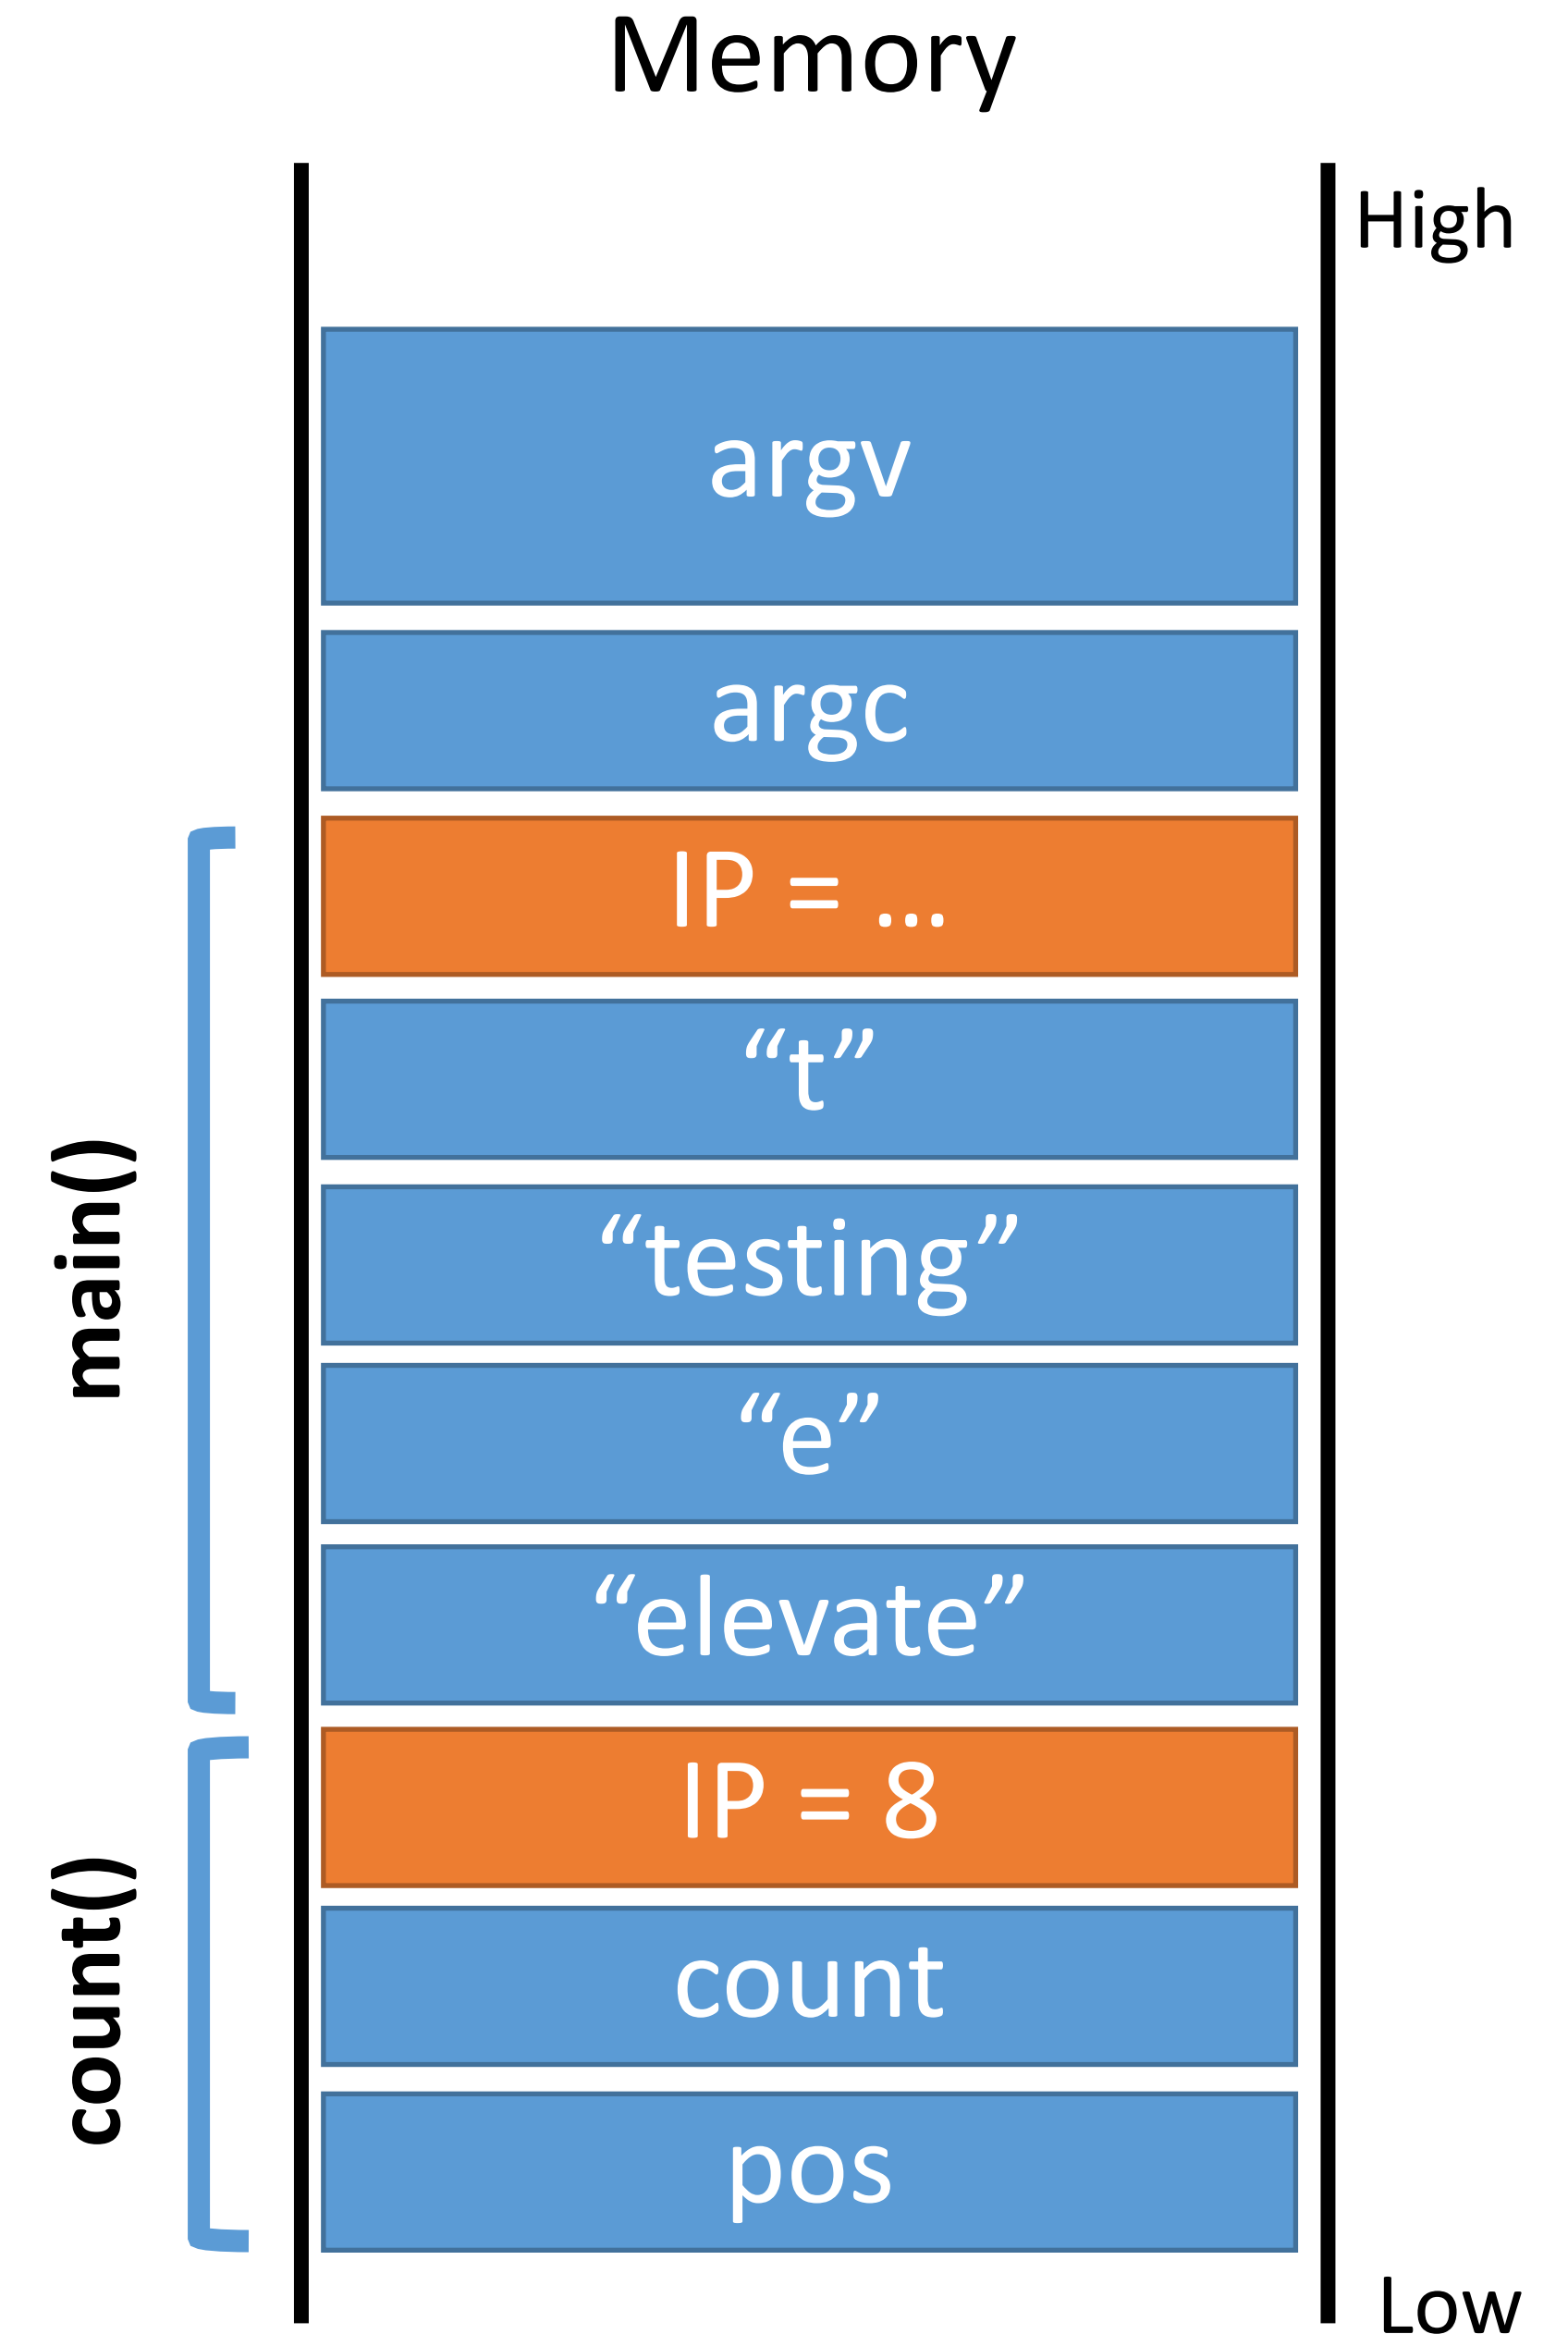 Memory
High
argv
argc
IP = …
“t”
“testing”
“e”
“elevate”
main()
IP = 8
count
pos
count()
Low